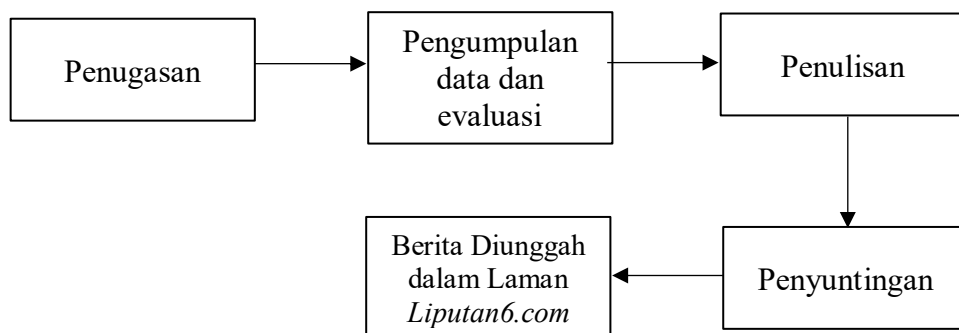 Penugasan
Pengumpulan
data dan
evaluasi
Penulisan
Penyuntingan
Berita Diunggah
dalam Laman
Liputan6.com